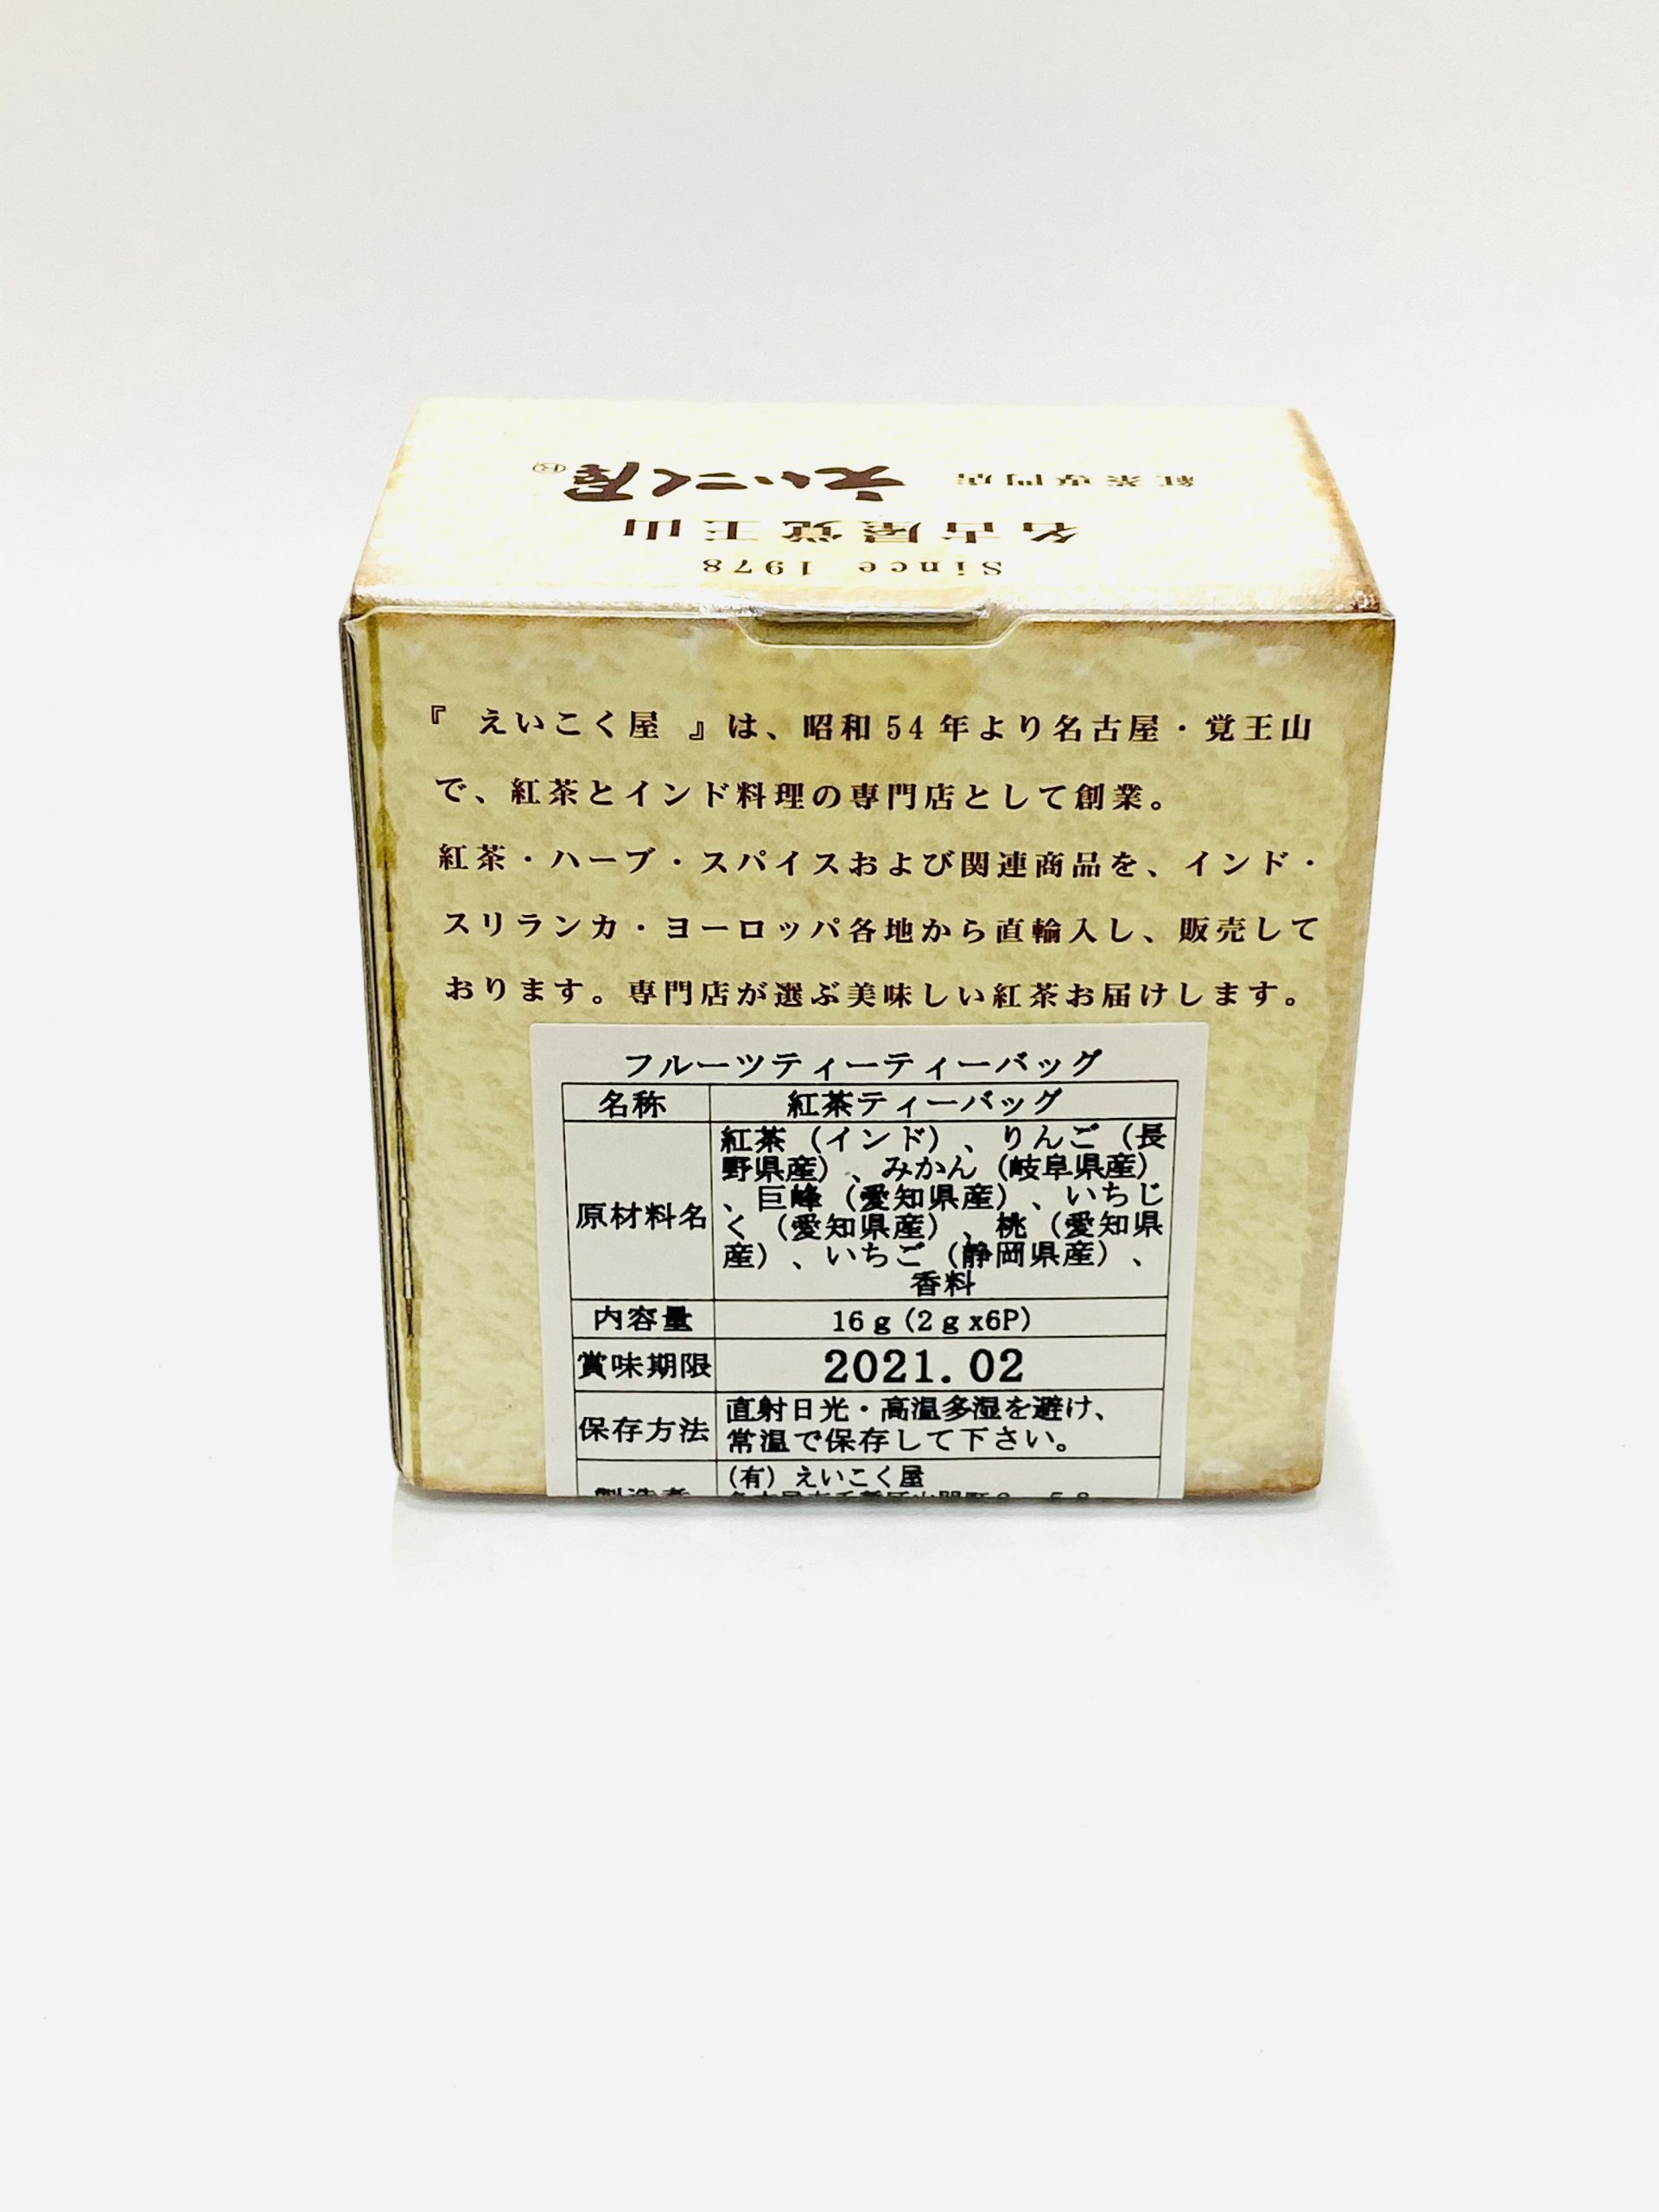 紅茶専門店 えいこく屋®
名古屋覚王山
Since 1978
『 えいこく屋 』は、昭和54年より名古屋・覚王山
で、紅茶とインド料理の専門店として創業。
紅茶・ハーブ・スパイスおよび関連商品を、インド・
スリランカ・ヨーロッパ各地から直輸入し、販売して
おります。専門店が選ぶ美味しい紅茶お届けします。
フルーツティーティーバッグ
名称 紅茶ティーバッグ
原材料名
紅茶（インド）、りんご（長
野県産）、みかん（岐阜県産）
、巨峰（愛知県産）、いちじ
く（愛知県産）、桃（愛知県
産）、いちご（静岡県産）、
香料
内容量 16g(2gx6P)
賞味期限 2021.02
保存方法
直射日光・高温多湿を避け、
常温で保存して下さい。
製造者
(有) えいこく屋